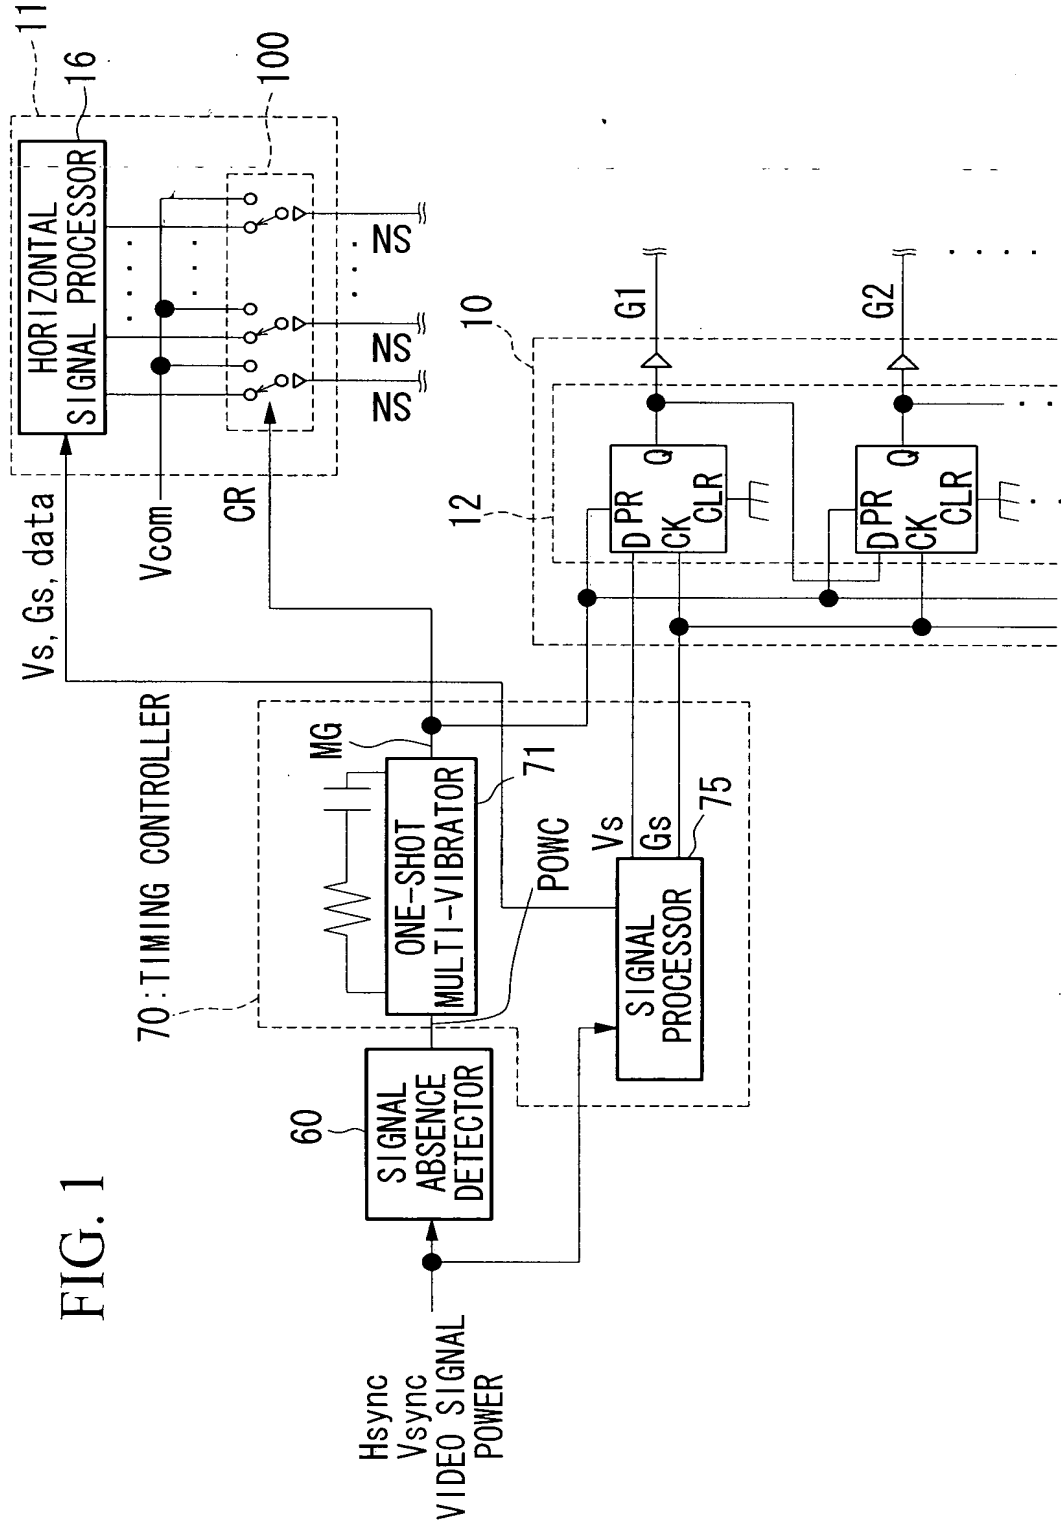 FIG. 1
Hsync
Vsync
VIDEO SIGNAL
POWER
60
SIGNAL
ABSENCE
DETECTOR
70:TIMING CONTROLLER
ONE-SHOT
MULTI-VIBRATOR
MG
71
POWC
SIGNAL
PROCESSOR
75
Vs
Gs
Vs, Gs, data
Vcom
CR
HORIZONTAL
SIGNAL PROCESSOR
11
16
100
NS
NS
NS
10
12
D
PR
CK
CLR
Q
G1
D
PR
CK
CLR
Q
G2